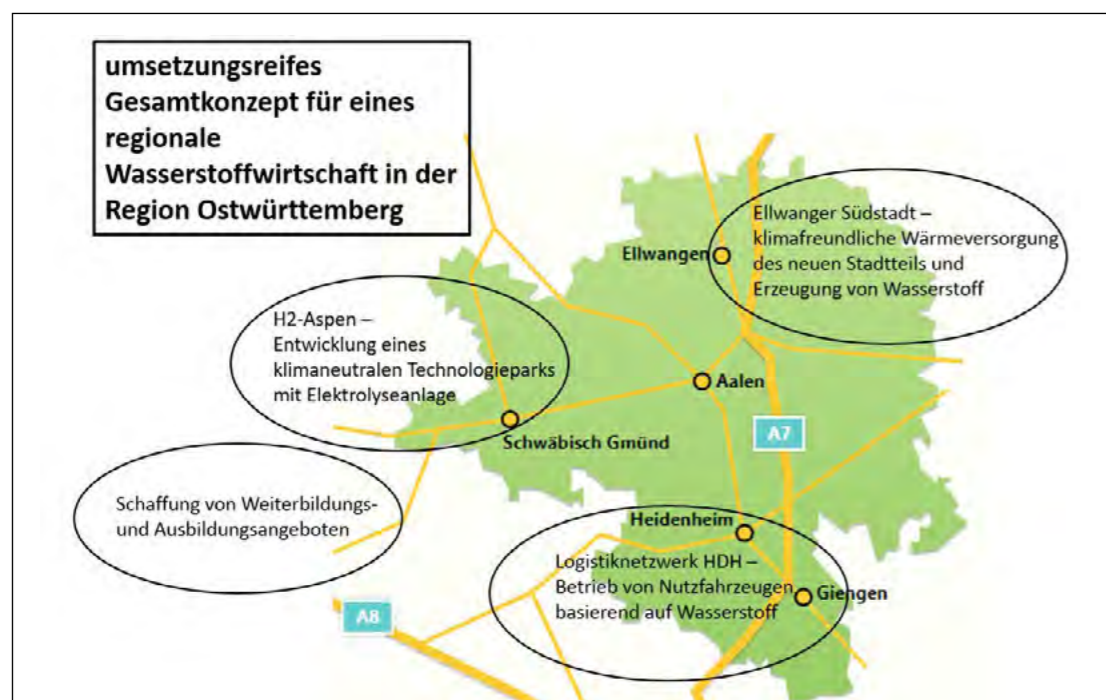 umsetzungsreifes
Gesamtkonzept für eines
regionale
Wasserstoffwirtschaft in der
Region Ostwürttemberg
Ellwanger Südstadt –
klimafreundliche Wärmeversorgung
des neuen Stadtteils und
Erzeugung von Wasserstoff
Ellwangen
H2-Aspen –
Entwicklung eines
klimaneutralen Technologieparks
mit Elektrolyseanlage
Aalen
Schwäbisch Gmünd
A7
Schaffung von Weiterbildungs-
und Ausbildungsangeboten
Heidenheim
Logistiknetzwerk HDH –
Betrieb von Nutzfahrzeugen
basierend auf Wasserstoff
Giengen
A8